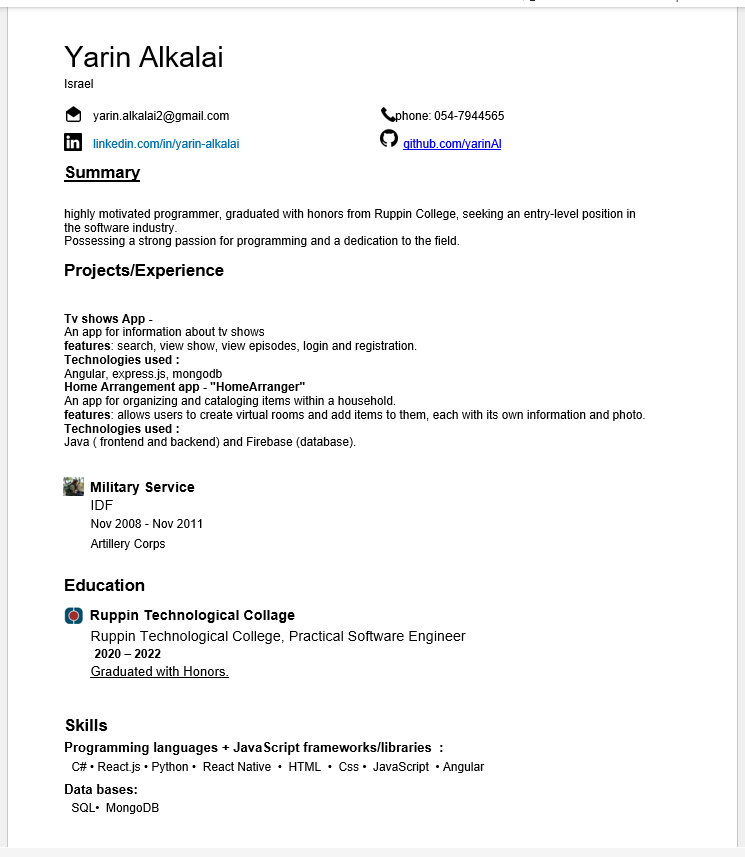 Yarin Alkalai
Israel
yarin.alkalai2@gmail.com
phone: 054-7944565
linkedin.com/in/yarin-alkalai
github.com/yarinAl
Summary
highly motivated programmer, graduated with honors from Ruppin College, seeking an entry-level position in
the software industry.
Possessing a strong passion for programming and a dedication to the field.
Projects/Experience
Tv shows App -
An app for information about tv shows
features: search, view show, view episodes, login and registration.
Technologies used :
Angular, express.js, mongodb
Home Arrangement app - "HomeArranger"
An app for organizing and cataloging items within a household.
features: allows users to create virtual rooms and add items to them, each with its own information and photo.
Technologies used :
Java ( frontend and backend) and Firebase (database).
Military Service
IDF
Nov 2008 - Nov 2011
Artillery Corps
Education
Ruppin Technological Collage
Ruppin Technological College, Practical Software Engineer
2020 – 2022
Graduated with Honors.
Skills
Programming languages + JavaScript frameworks/libraries :
C# • React.js • Python • React Native • HTML • Css • JavaScript • Angular
Data bases:
SQL• MongoDB